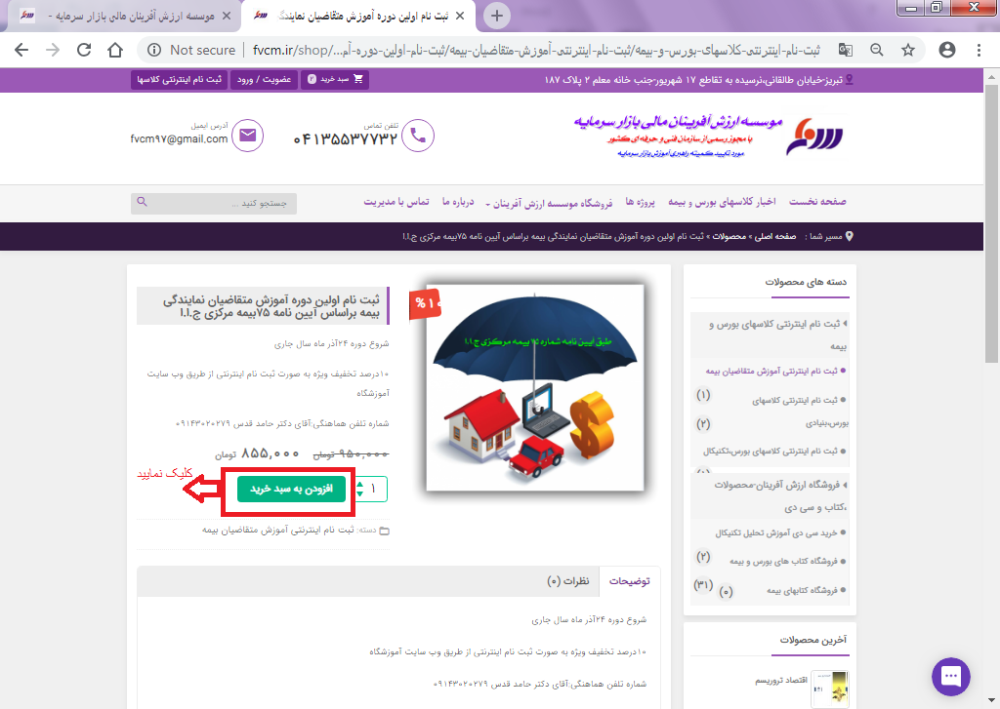 موسسه ارزش آفرینان مالی بازار سرمایه -
ثبت نام اولین دوره آموزش متقاضیان نمایندگ
Not secure
fvcm.ir/shop/ثبت-نام-اینترنتی-کلاسهای-بورس-و-بیمه/ثبت-نام-اینترنتی-آموزش-متقاضیان-بیمه/ثبت-نام-اولین-دوره-آم...
تبریز-خیابان طالقانی،نرسیده به تقاطع ۱۷ شهریور-جنب خانه معلم ۲ پلاک ۱۸۷
سبد خرید ۲
عضویت / ورود
ثبت نام اینترنتی کلاسها
موسسه ارزش آفرینان مالی بازار سرمایه
با مجوز رسمی از سازمان فنی و حرفه ای کشور
مورد تایید کمیته راهبری آموزش بازار سرمایه
تلفن تماس
۰۴۱۳۵۵۳۷۷۳۲
آدرس ایمیل
fvcm97@gmail.com
صفحه نخست
اخبار کلاسهای بورس و بیمه
پروژه ها
فروشگاه موسسه ارزش آفرینان
درباره ما
تماس با مدیریت
جستجو کنید ...
مسیر شما : صفحه اصلی » محصولات » ثبت نام اولین دوره آموزش متقاضیان نمایندگی بیمه براساس آیین نامه ۷۵بیمه مرکزی ج.ا.ا
دسته های محصولات
ثبت نام اینترنتی کلاسهای بورس و
بیمه
ثبت نام اینترنتی آموزش متقاضیان بیمه
(۱)
ثبت نام اینترنتی کلاسهای
بورس،بنیادی
(۲)
ثبت نام اینترنتی کلاسهای بورس،تکنیکال
فروشگاه ارزش آفرینان-محصولات
،کتاب و سی دی
خرید سی دی آموزش تحلیل تکنیکال
(۲)
فروشگاه کتاب های بورس و بیمه
(۳۱)
فروشگاه کتابهای بیمه
(۰)
آخرین محصولات
اقتصاد تروریسم
%۱۰
طبق آیین نامه شماره ۷۵ بیمه مرکزی ج.ا.ا
ثبت نام اولین دوره آموزش متقاضیان نمایندگی
بیمه براساس آیین نامه ۷۵بیمه مرکزی ج.ا.ا
شروع دوره ۲۴آذر ماه سال جاری
۱۰درصد تخفیف ویژه به صورت ثبت نام اینترنتی از طریق وب سایت
آموزشگاه
شماره تلفن هماهنگی:آقای دکتر حامد قدس ۰۹۱۴۳۰۲۰۲۷۹
۹۵۰,۰۰۰ تومان ۸۵۵,۰۰۰ تومان
کلیک نمایید
۱
افزودن به سبد خرید
دسته: ثبت نام اینترنتی آموزش متقاضیان بیمه
توضیحات
نظرات (۰)
شروع دوره ۲۴آذر ماه سال جاری
۱۰درصد تخفیف ویژه به صورت ثبت نام اینترنتی از طریق وب سایت آموزشگاه
شماره تلفن هماهنگی:آقای دکتر حامد قدس ۰۹۱۴۳۰۲۰۲۷۹